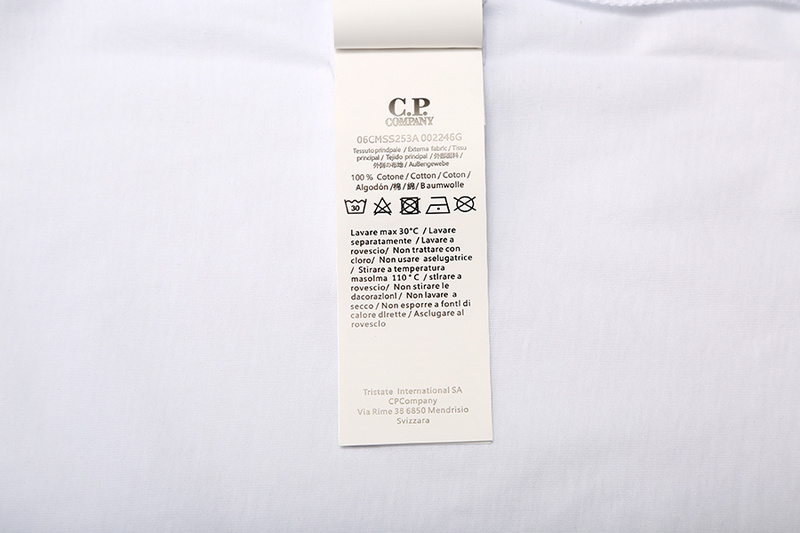 C.P.
COMPANY
06CMSS253A 002246G
Tessuto prindpale / Externa fabric / Tissu
principal / Tejido principal / 外部面料 /
外側の布地 / Außengewebe
100 % Cotone / Cotton / Coton /
Algodón /棉 / 綿 / Baumwolle
30
Lavare max 30°C / Lavare
separatamente / Lavare a
rovescio/ Non trattare con
cloro/ Non usare aselugatrice
/ Stirare a temperatura
masolma 110°C / stlrare a
rovescio/ Non stirare le
dacorazlonl / Non lavare a
secco / Non esporre a fontl di
calore dlrette / Asclugare al
rovesclo
Tristate International SA
CPCompany
Via Rime 38 6850 Mendrisio
Svizzara